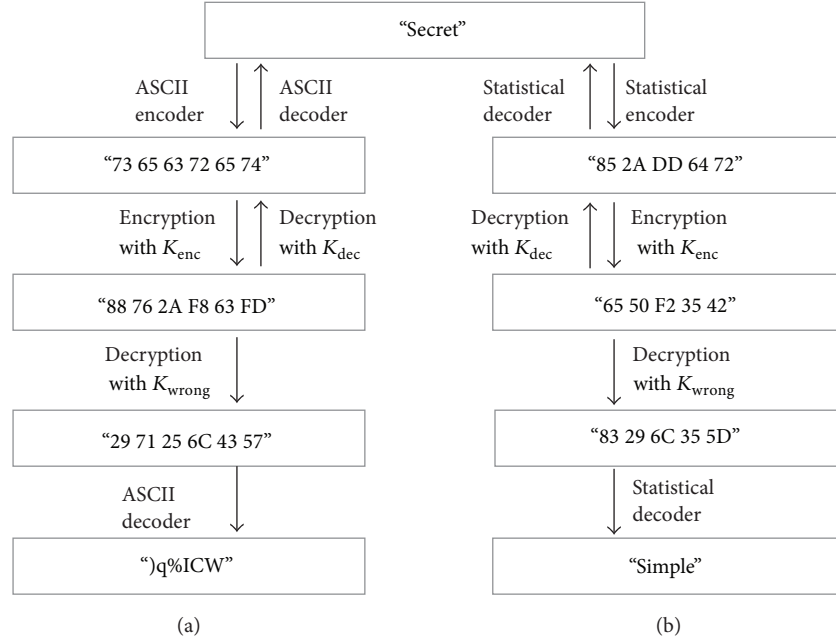 “Secret”
ASCII
encoder
ASCII
decoder
Statistical
decoder
Statistical
encoder
“73 65 63 72 65 74”
“85 2A DD 64 72”
Encryption
with Kenc
Decryption
with Kdec
Decryption
with Kdec
Encryption
with Kenc
“88 76 2A F8 63 FD”
“65 50 F2 35 42”
Decryption
with Kwrong
Decryption
with Kwrong
“29 71 25 6C 43 57”
“83 29 6C 35 5D”
ASCII
decoder
Statistical
decoder
“)q%ICW”
“Simple”
(a)
(b)